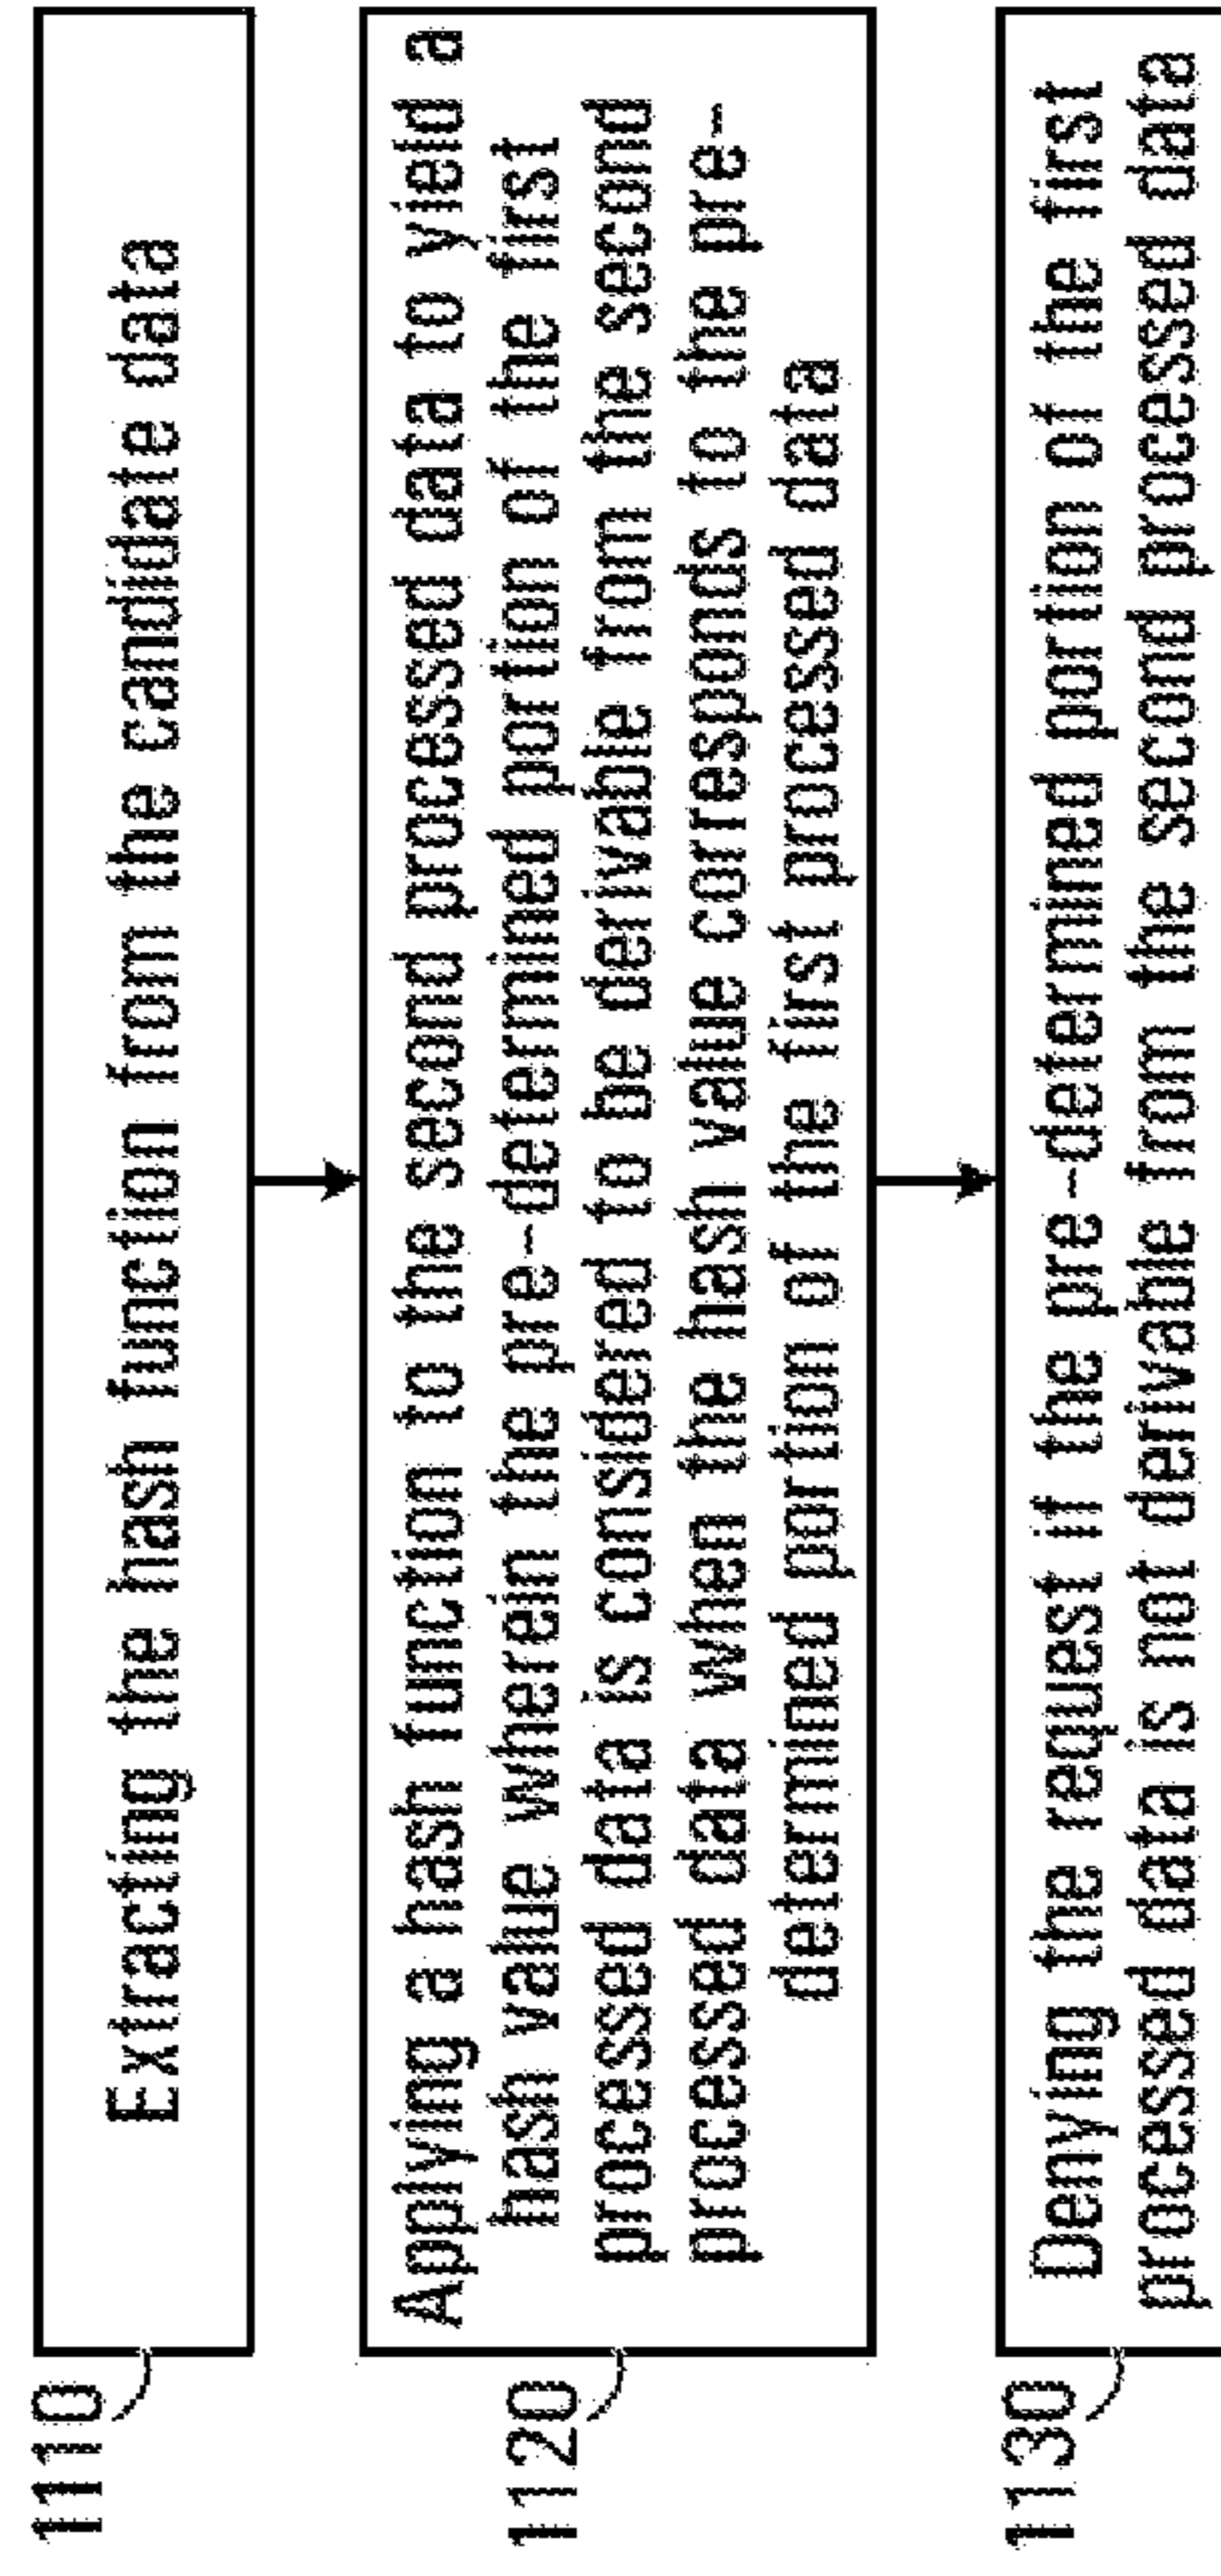 1110
Extracting the hash function from the candidate data
1120
Applying a hash function to the second processed data to yield a
hash value wherein the pre-determined portion of the first
processed data is considered to be derivable from the second
processed data when the hash value corresponds to the pre-
determined portion of the first processed data
1130
Denying the request if the pre-determined portion of the first
processed data is not derivable from the second processed data